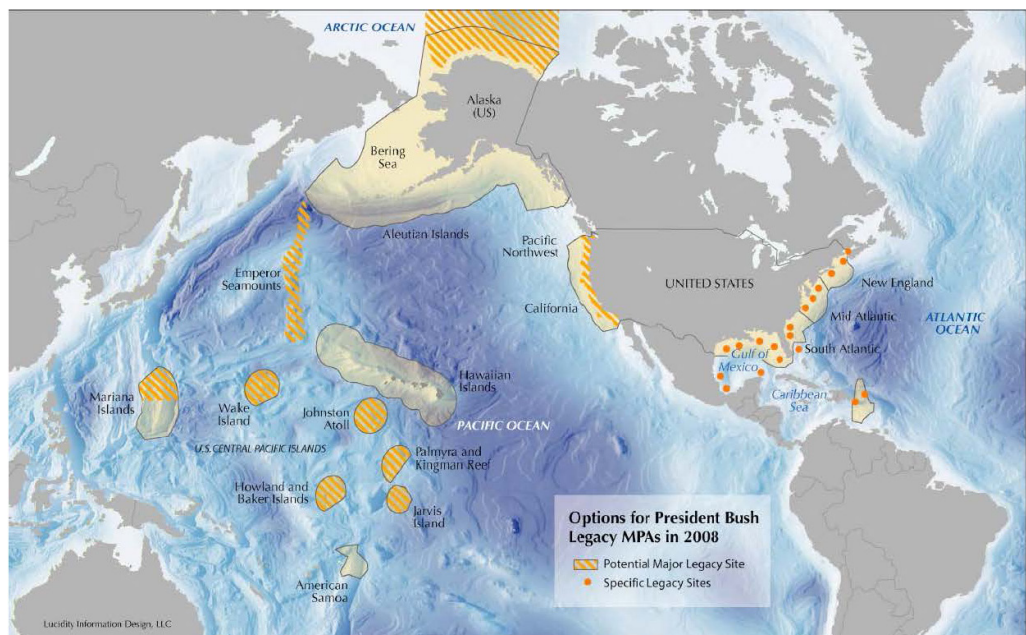 ARCTIC OCEAN
Alaska
(US)
Bering
Sea
Aleutian Islands
Pacific
Northwest
Emperor
Seamounts
UNITED STATES
New England
California
Mid Atlantic
ATLANTIC
OCEAN
South Atlantic
Gulf of
Mexico
Hawaiian
Islands
Mariana
Islands
Wake
Island
Johnston
Atoll
Caribbean
Sea
PACIFIC OCEAN
U.S. CENTRAL PACIFIC ISLANDS
Palmyra and
Kingman Reef
Howland and
Baker Islands
Jarvis
Island
Options for President Bush
Legacy MPAs in 2008
Potential Major Legacy Site
Specific Legacy Sites
American
Samoa
Lucidity Information Design, LLC